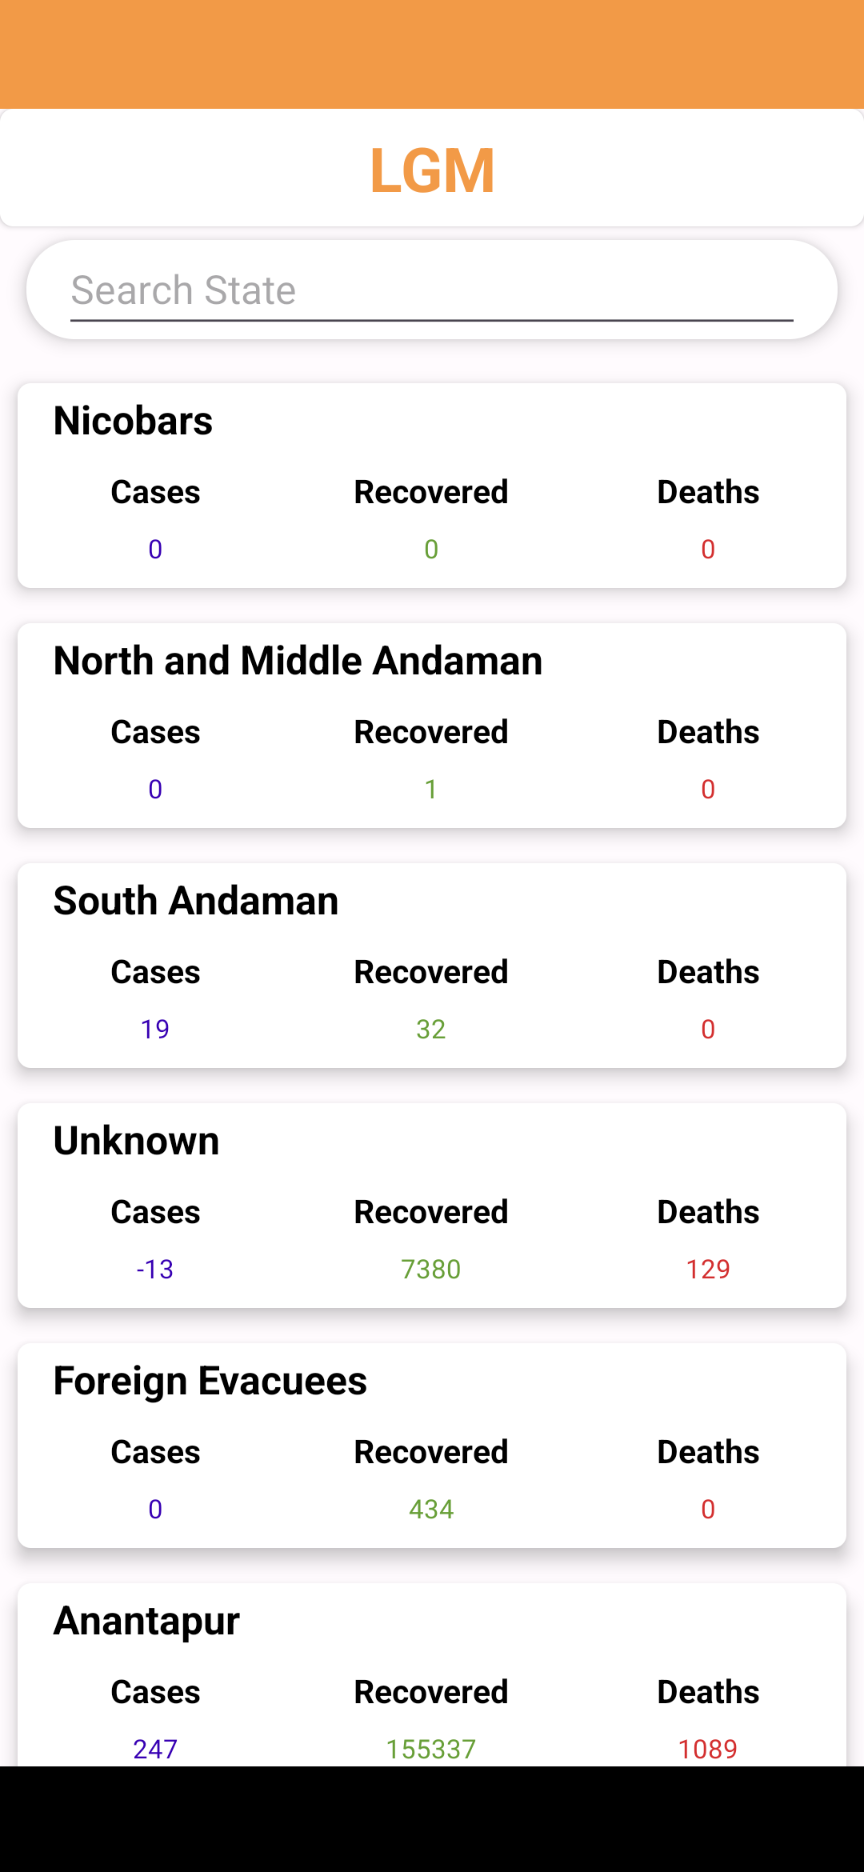 LGM
Search State
Nicobars
Cases Recovered Deaths
0 0 0
North and Middle Andaman
Cases Recovered Deaths
0 1 0
South Andaman
Cases Recovered Deaths
19 32 0
Unknown
Cases Recovered Deaths
-13 7380 129
Foreign Evacuees
Cases Recovered Deaths
0 434 0
Anantapur
Cases Recovered Deaths
247 155337 1089